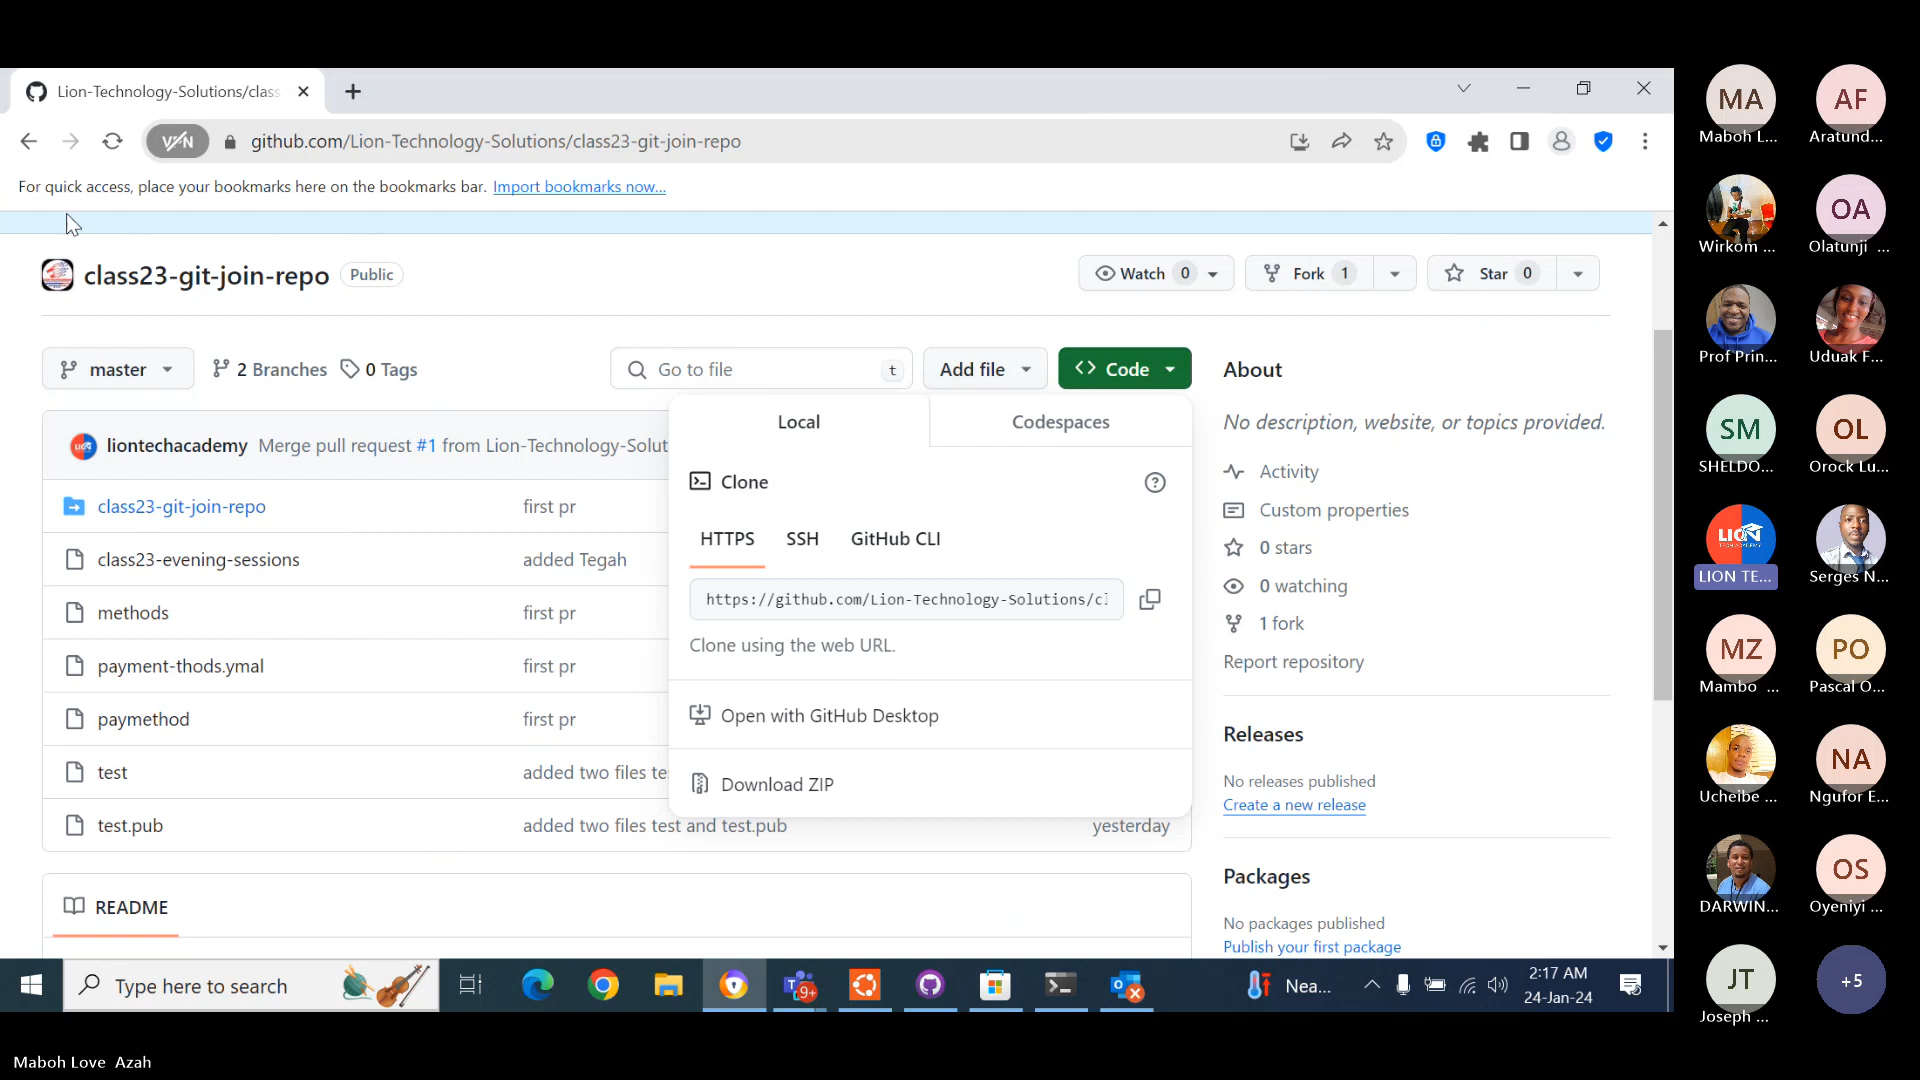 Lion-Technology-Solutions/class
VPN
github.com/Lion-Technology-Solutions/class23-git-join-repo
For quick access, place your bookmarks here on the bookmarks bar. Import bookmarks now...
class23-git-join-repo Public
Watch 0
Fork 1
Star 0
master
2 Branches
0 Tags
Go to file t
Add file
<> Code
liontechacademy Merge pull request #1 from Lion-Technology-Solut
class23-git-join-repo first pr
class23-evening-sessions added Tegah
methods first pr
payment-thods.ymal first pr
paymethod first pr
test added two files te
test.pub added two files test and test.pub yesterday
README
Local Codespaces
Clone
HTTPS SSH GitHub CLI
https://github.com/Lion-Technology-Solutions/cl
Clone using the web URL.
Open with GitHub Desktop
Download ZIP
About
No description, website, or topics provided.
Activity
Custom properties
0 stars
0 watching
1 fork
Report repository
Releases
No releases published
Create a new release
Packages
No packages published
Publish your first package
Type here to search
9+
Nea...
2:17 AM
24-Jan-24
MA
Maboh L...
AF
Aratund...
Wirkom ...
OA
Olatunji ...
Prof Prin...
Uduak F...
SM
SHELDO...
OL
Orock Lu...
LION
TECH ACADEMY
LION TE...
Serges N...
MZ
Mambo ...
PO
Pascal O...
Ucheibe ...
NA
Ngufor E...
DARWIN...
OS
Oyeniyi ...
JT
Joseph ...
+5
Maboh Love Azah